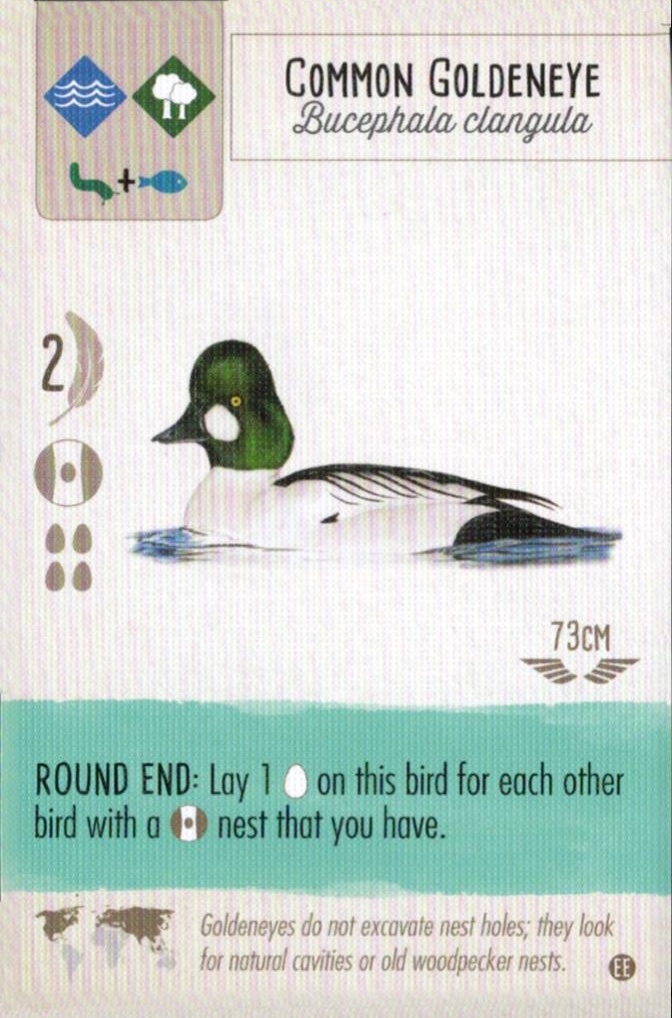 COMMON GOLDENEYE
Bucephala clangula
+
2
73CM
ROUND END: Lay 1 on this bird for each other
bird with a nest that you have.
Goldeneyes do not excavate nest holes; they look
for natural cavities or old woodpecker nests.
EE